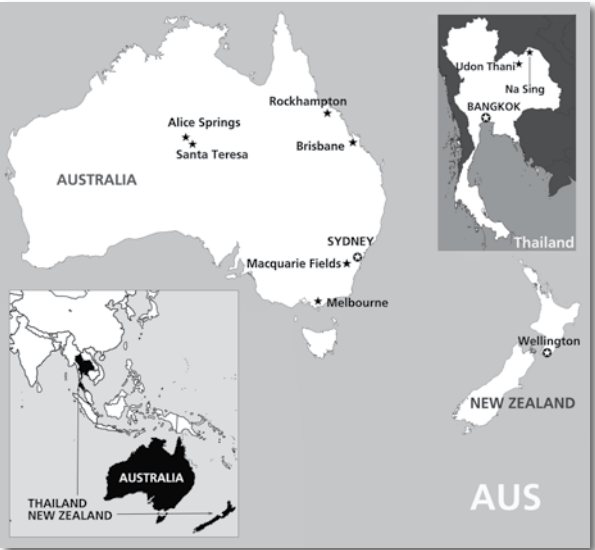 Rockhampton
Alice Springs
Santa Teresa
Brisbane
AUSTRALIA
SYDNEY
Macquarie Fields
Melbourne
Udon Thani
Na Sing
BANGKOK
Thailand
Wellington
NEW ZEALAND
AUSTRALIA
THAILAND
NEW ZEALAND
AUS